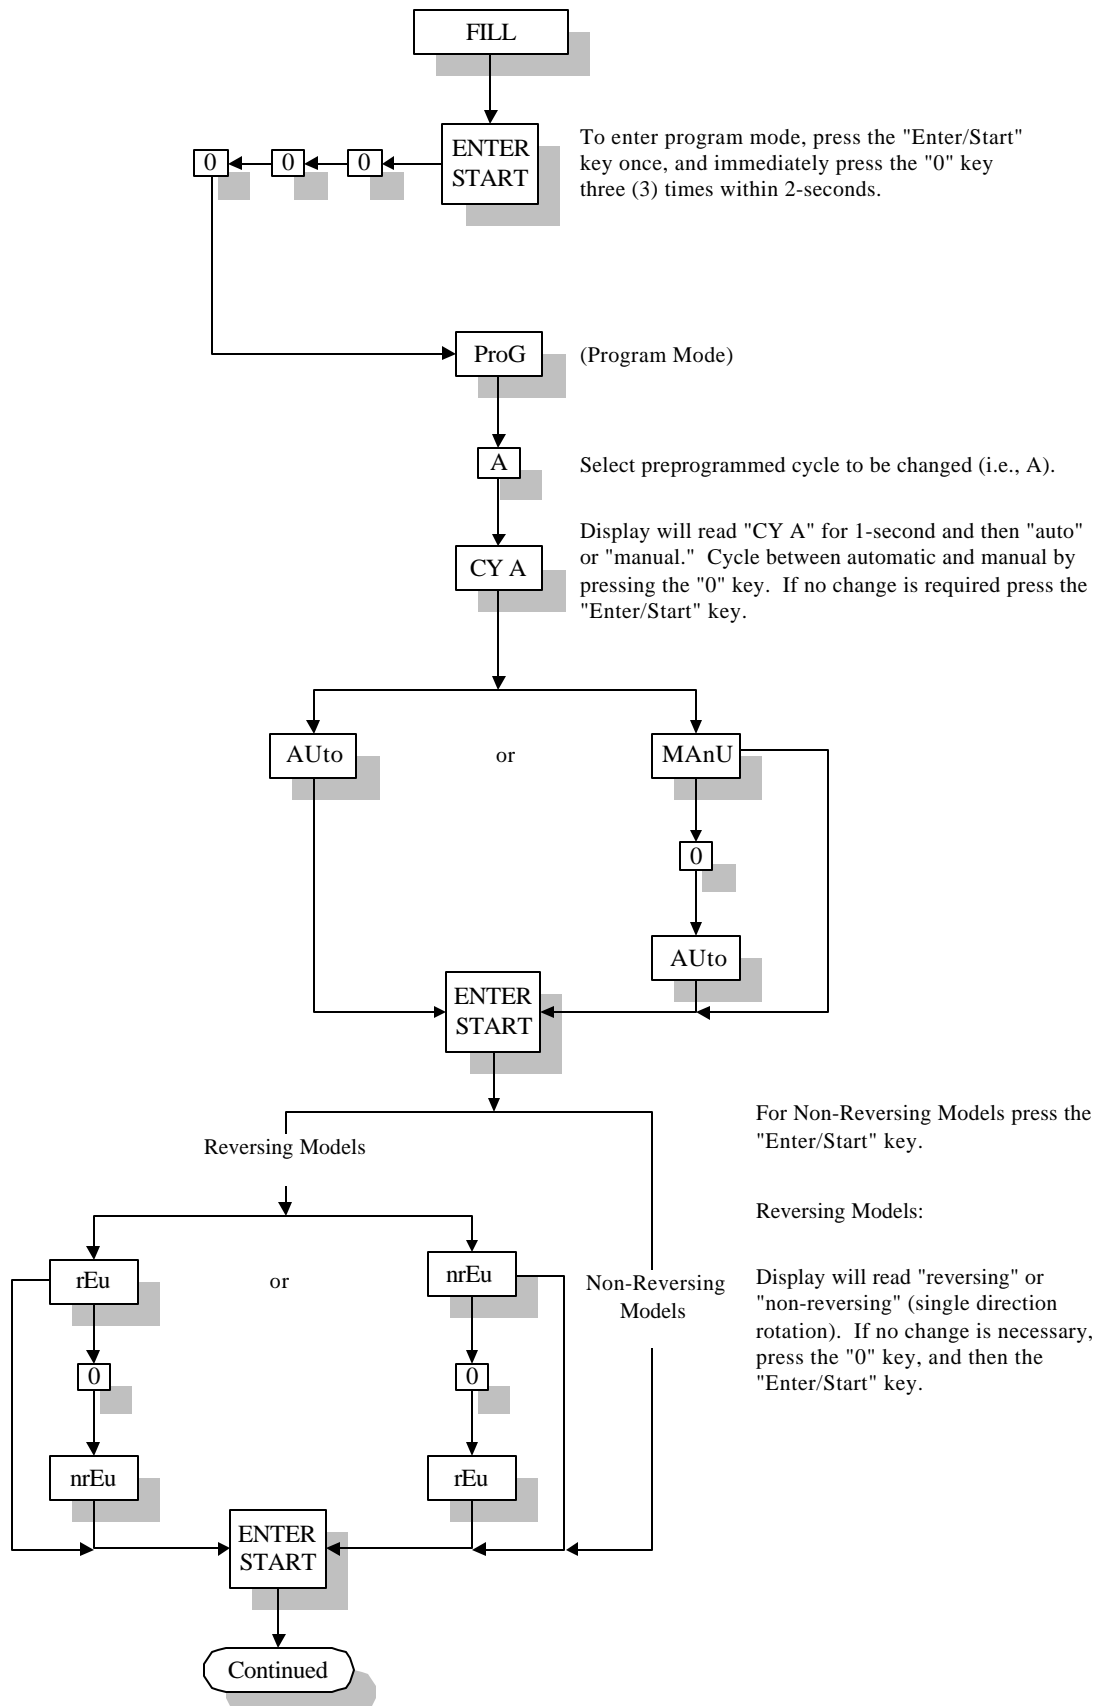 FILL
ENTER
START
0
0
0
To enter program mode, press the "Enter/Start"
key once, and immediately press the "0" key
three (3) times within 2-seconds.
ProG
(Program Mode)
A
Select preprogrammed cycle to be changed (i.e., A).
CY A
Display will read "CY A" for 1-second and then "auto"
or "manual." Cycle between automatic and manual by
pressing the "0" key. If no change is required press the
"Enter/Start" key.
AUto
or
MAnU
0
AUto
ENTER
START
Reversing Models
For Non-Reversing Models press the
"Enter/Start" key.
Reversing Models:
rEu
or
nrEu
Non-Reversing
Models
Display will read "reversing" or
"non-reversing" (single direction
rotation). If no change is necessary,
press the "0" key, and then the
"Enter/Start" key.
0
0
nrEu
rEu
ENTER
START
Continued